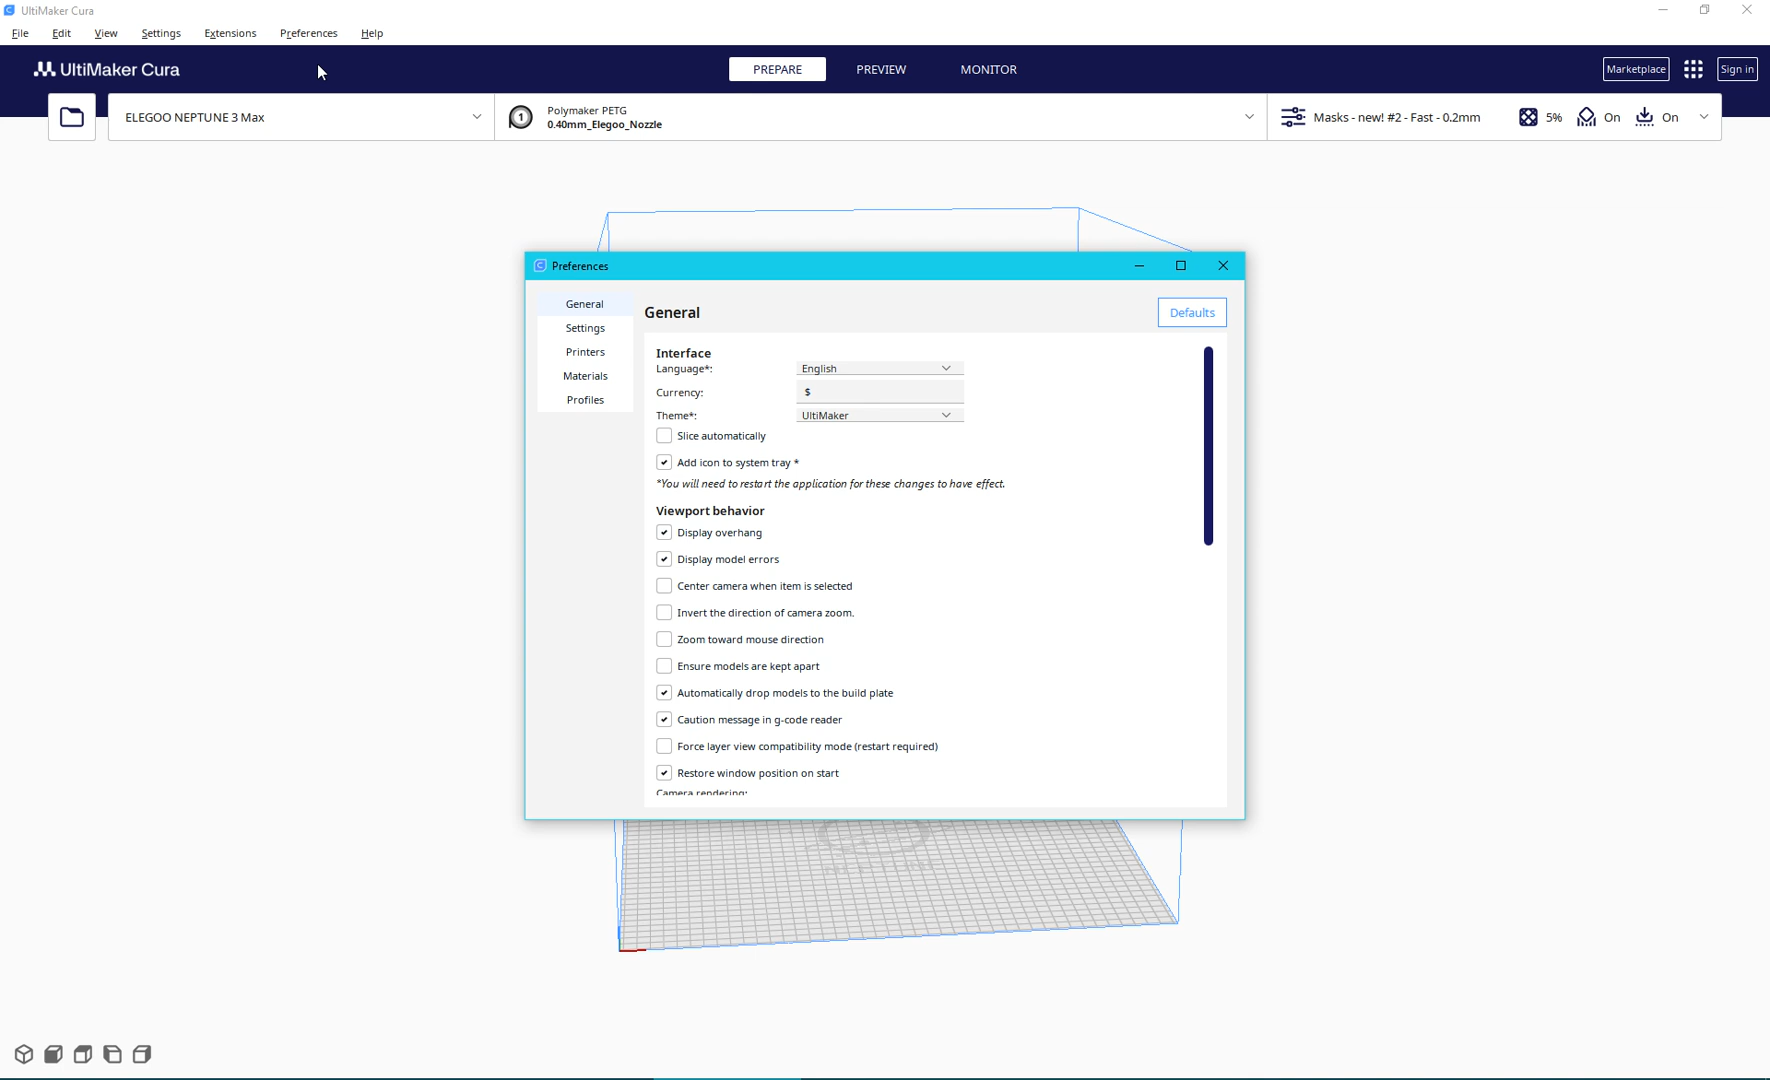 UltiMaker Cura
File Edit View Settings Extensions Preferences Help
UltiMaker Cura
PREPARE PREVIEW MONITOR
Marketplace
Sign in
ELEGOO NEPTUNE 3 Max
1
Polymaker PETG
0.40mm_Elegoo_Nozzle
Masks - new! #2 - Fast - 0.2mm
5%
On
On
Preferences
General
Settings
Printers
Materials
Profiles
General
Defaults
Interface
Language*: English
Currency: $
Theme*: UltiMaker
Slice automatically
Add icon to system tray *
*You will need to restart the application for these changes to have effect.
Viewport behavior
Display overhang
Display model errors
Center camera when item is selected
Invert the direction of camera zoom.
Zoom toward mouse direction
Ensure models are kept apart
Automatically drop models to the build plate
Caution message in g-code reader
Force layer view compatibility mode (restart required)
Restore window position on start
Camera rendering: